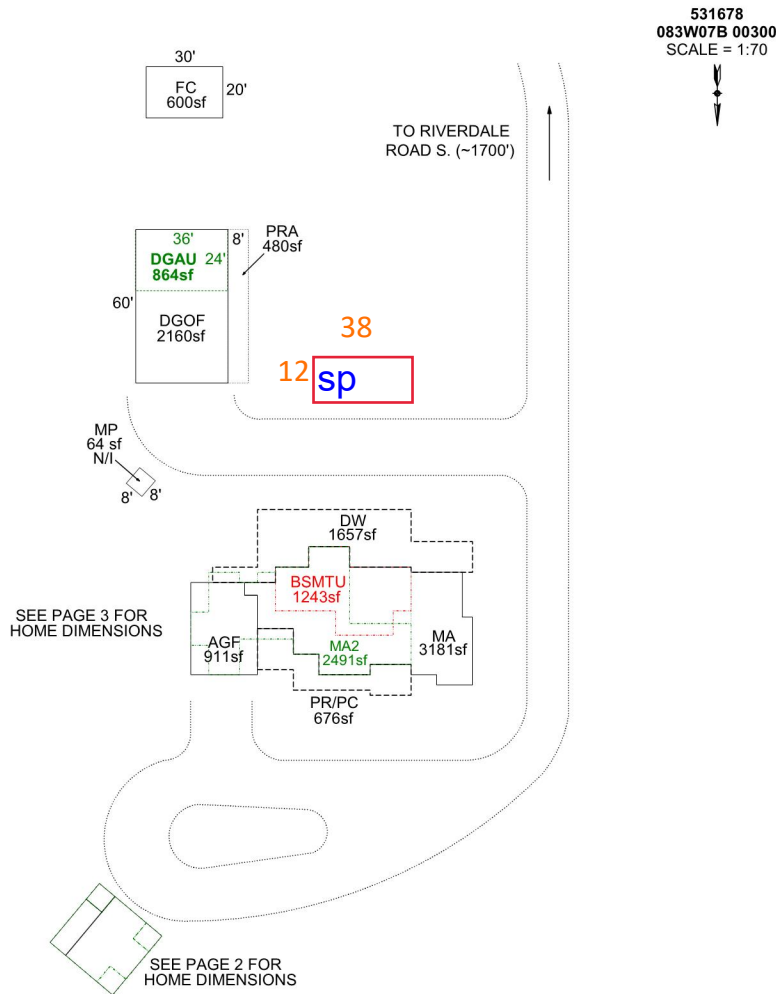 531678
083W07B 00300
SCALE = 1:70
30'
FC
600sf
20'
TO RIVERDALE
ROAD S. (~1700')
36'
8'
PRA
480sf
DGAU
864sf
24'
60'
DGOF
2160sf
38
12
sp
MP
64 sf
N/I
8'
8'
DW
1657sf
BSMTU
1243sf
SEE PAGE 3 FOR
HOME DIMENSIONS
AGF
911sf
MA2
2491sf
MA
3181sf
PR/PC
676sf
SEE PAGE 2 FOR
HOME DIMENSIONS